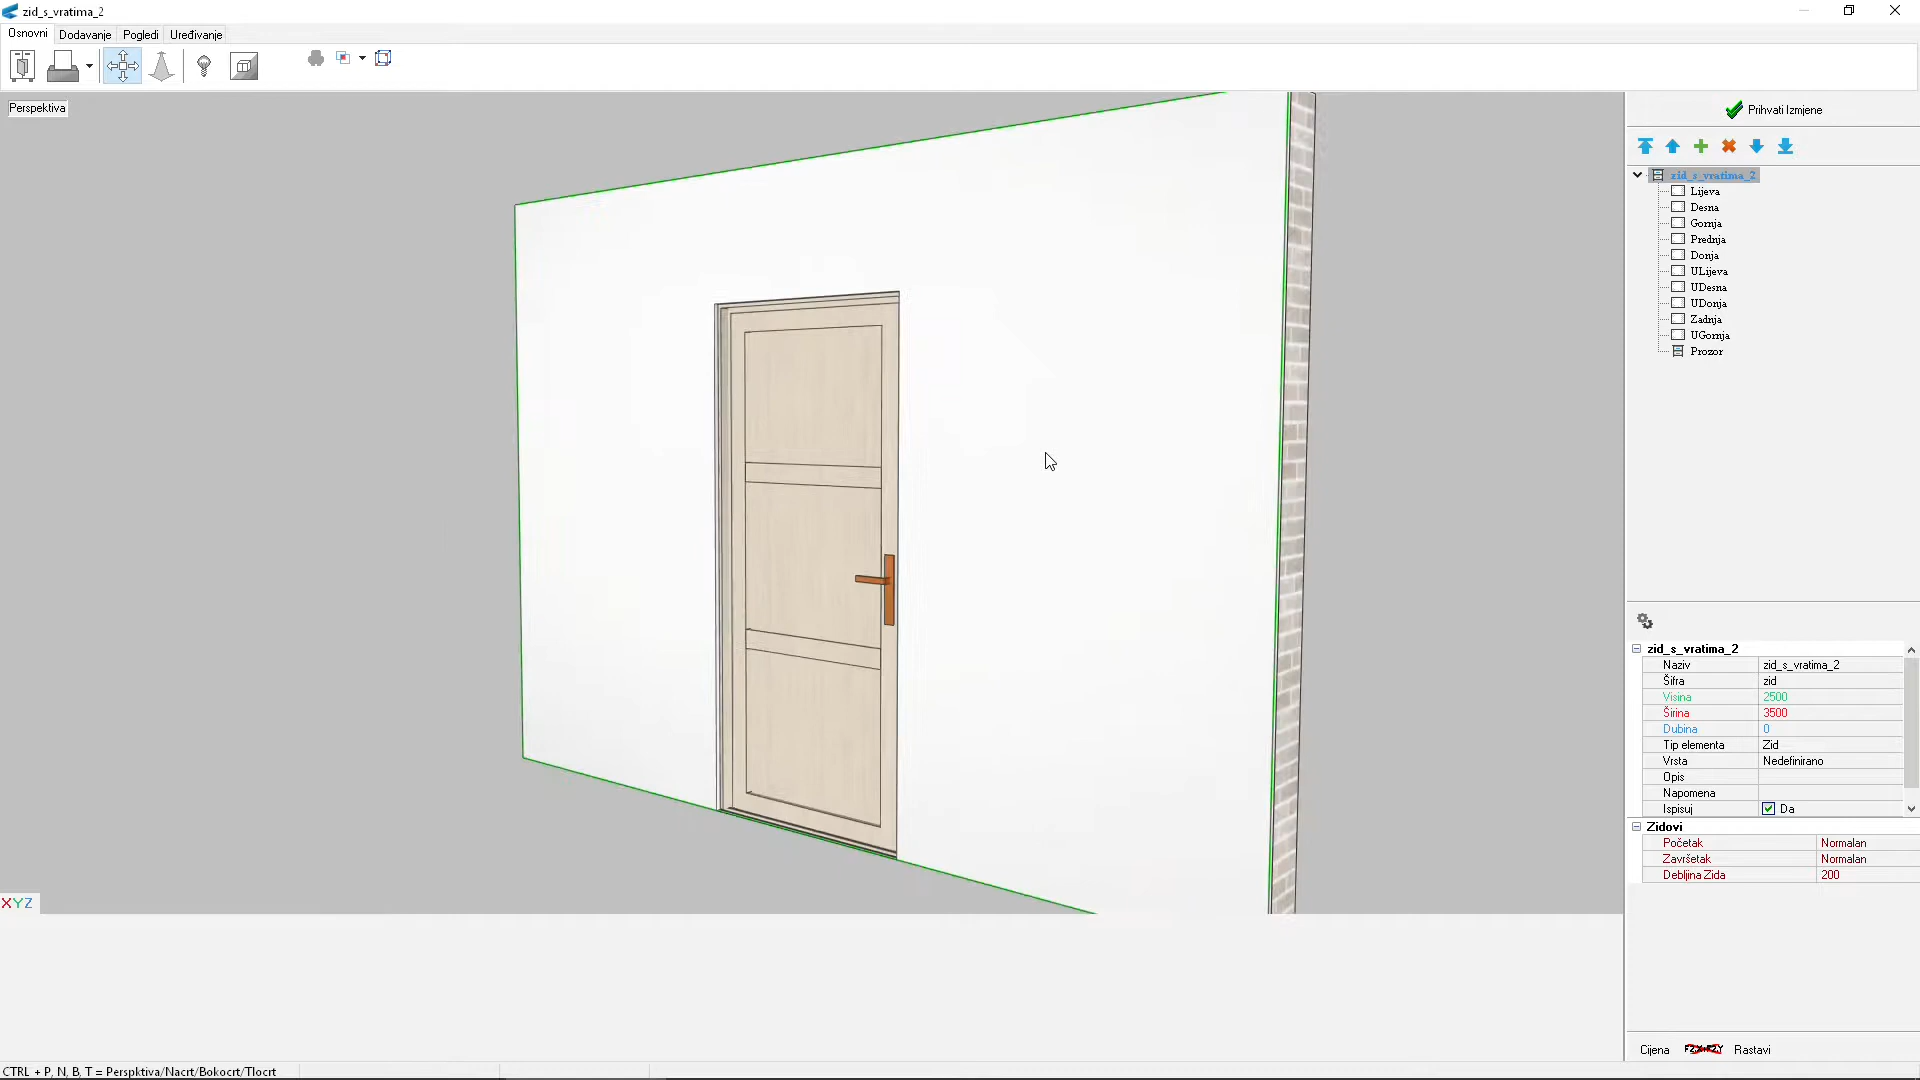 zid_s_vratima_2
Osnovni Dodavanje Pogledi Uređivanje
Perspektiva
Prihvati Izmjene
zid_s_vratima_2
Lijeva
Desna
Gornja
Prednja
Donja
ULijeva
UDesna
UDonja
Zadnja
UGornja
Prozor
zid_s_vratima_2
Naziv zid_s_vratima_2
Šifra zid
Visina 2500
Širina 3500
Dubina 0
Tip elementa Zid
Vrsta Nedefinirano
Opis
Napomena
Ispisuj Da
Zidovi
Početak Normalan
Završetak Normalan
Debljina Zida 200
XYZ
Cijena Rastavi
CTRL + P, N, B, T = Perspktiva/Nacrt/Bokocrt/Tlocrt